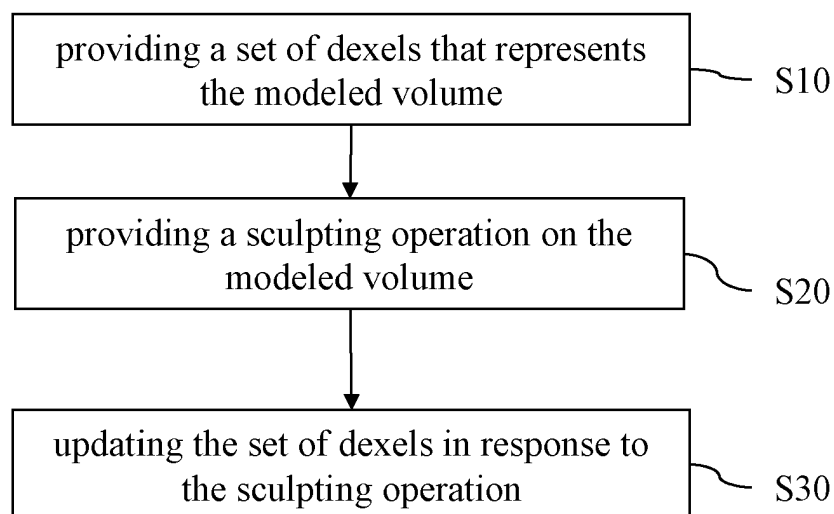 providing a set of dexels that represents
the modeled volume
S10
providing a sculpting operation on the
modeled volume
S20
updating the set of dexels in response to
the sculpting operation
S30